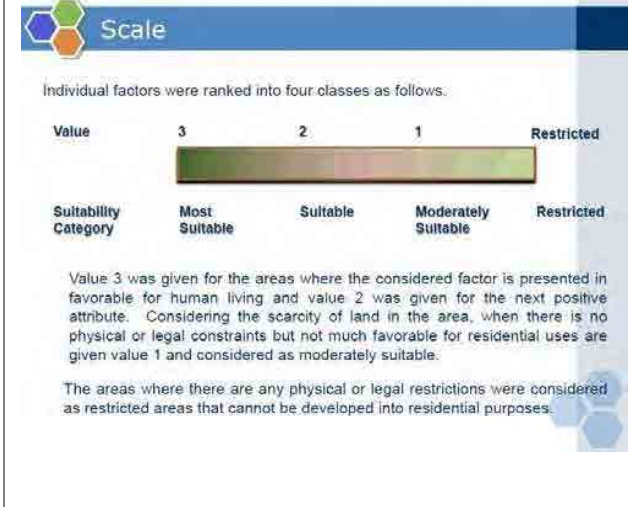 Scale
Individual factors were ranked into four classes as follows.
Value 3 2 1 Restricted
Suitability Most Suitable Moderately Restricted
Category Suitable Suitable
Value 3 was given for the areas where the considered factor is presented in
favorable for human living and value 2 was given for the next positive
attribute. Considering the scarcity of land in the area, when there is no
physical or legal constraints but not much favorable for residential uses are
given value 1 and considered as moderately suitable.
The areas where there are any physical or legal restrictions were considered
as restricted areas that cannot be developed into residential purposes.